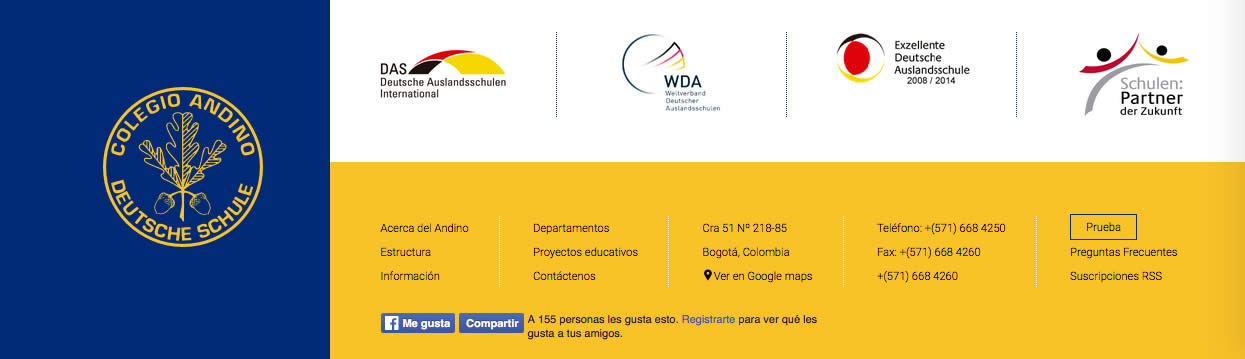 COLEGIO ANDINO
DEUTSCHE SCHULE
DAS
Deutsche Auslandsschulen
International
WDA
Weltverband
Deutscher
Auslandsschulen
Exzellente
Deutsche
Auslandsschule
2008 / 2014
Schulen:
Partner
der Zukunft
Acerca del Andino
Estructura
Información
Departamentos
Proyectos educativos
Contáctenos
Cra 51 Nº 218-85
Bogotá, Colombia
Ver en Google maps
Teléfono: +(571) 668 4250
Fax: +(571) 668 4260
+(571) 668 4260
Prueba
Preguntas Frecuentes
Suscripciones RSS
Me gusta
Compartir
A 155 personas les gusta esto. Registrarte para ver qué les
gusta a tus amigos.